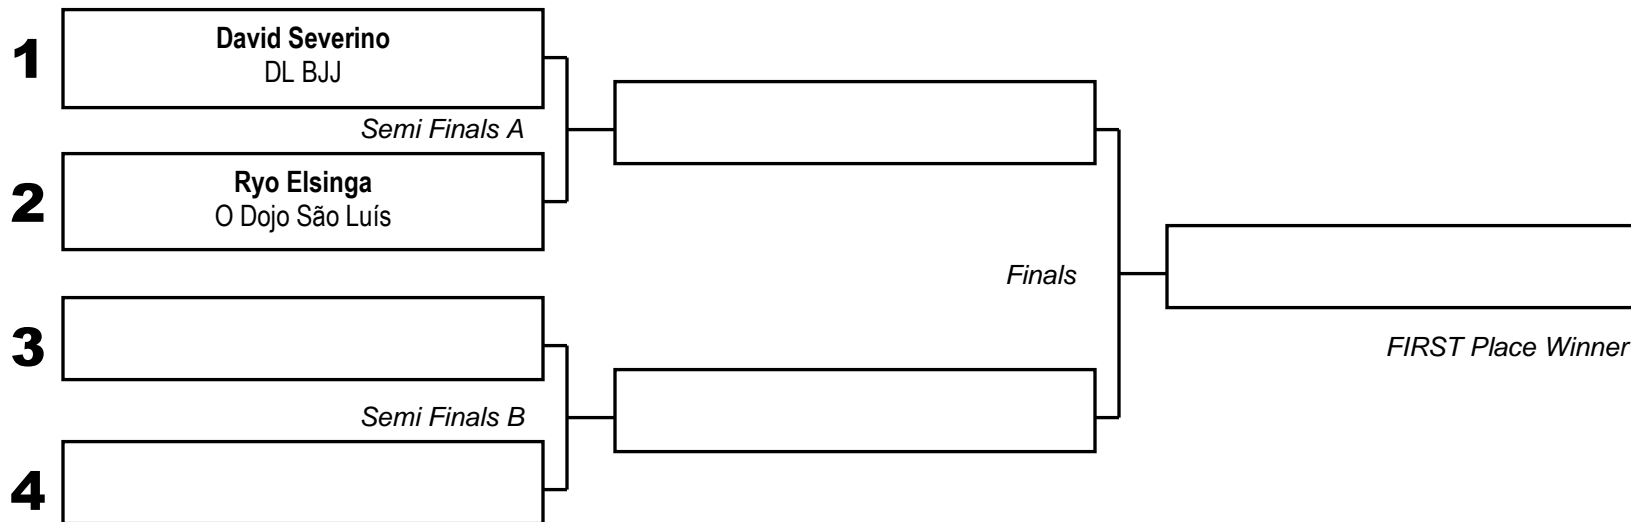 1
David Severino
DL BJJ
Semi Finals A
2
Ryo Elsinga
O Dojo São Luís
Finals
3
FIRST Place Winner
Semi Finals B
4